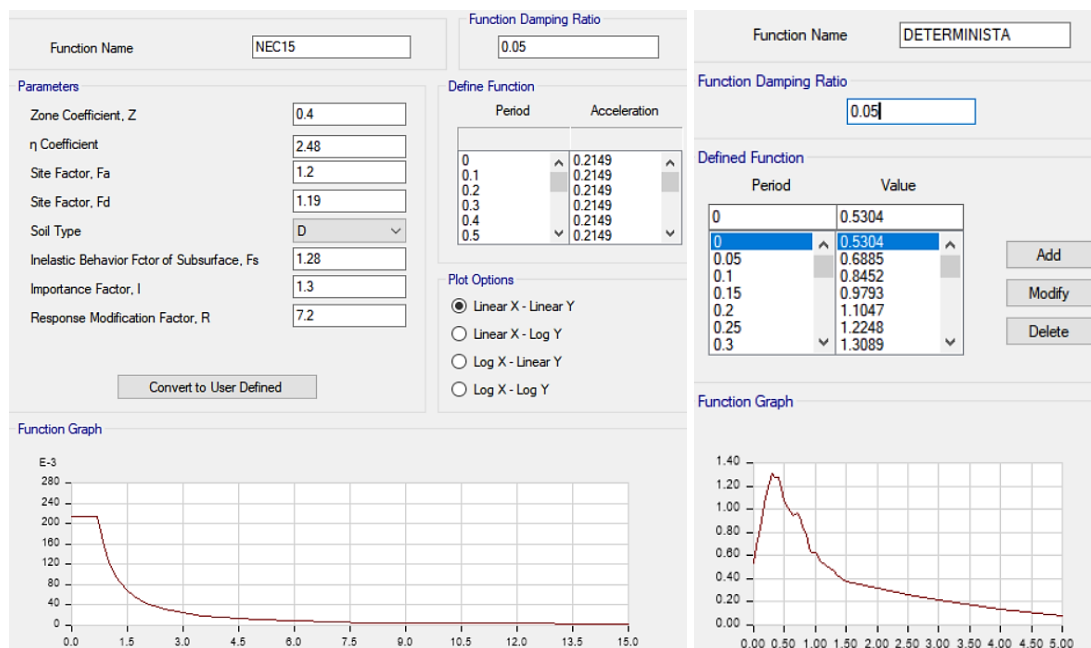 Function Name NEC15
Function Damping Ratio
0.05
Parameters
Zone Coefficient, Z 0.4
η Coefficient 2.48
Site Factor, Fa 1.2
Site Factor, Fd 1.19
Soil Type D
Inelastic Behavior Fctor of Subsurface, Fs 1.28
Importance Factor, I 1.3
Response Modification Factor, R 7.2
Convert to User Defined
Define Function
Period Acceleration
0 0.2149
0.1 0.2149
0.2 0.2149
0.3 0.2149
0.4 0.2149
0.5 0.2149
Plot Options
Linear X - Linear Y
Linear X - Log Y
Log X - Linear Y
Log X - Log Y
Function Graph
E-3
280
240
200
160
120
80
40
0
0.0 1.5 3.0 4.5 6.0 7.5 9.0 10.5 12.0 13.5 15.0
Function Name DETERMINISTA
Function Damping Ratio
0.05
Defined Function
Period Value
0 0.5304
0 0.5304
0.05 0.6885
0.1 0.8452
0.15 0.9793
0.2 1.1047
0.25 1.2248
0.3 1.3089
Add
Modify
Delete
Function Graph
1.40
1.20
1.00
0.80
0.60
0.40
0.20
0.00
0.00 0.50 1.00 1.50 2.00 2.50 3.00 3.50 4.00 4.50 5.00